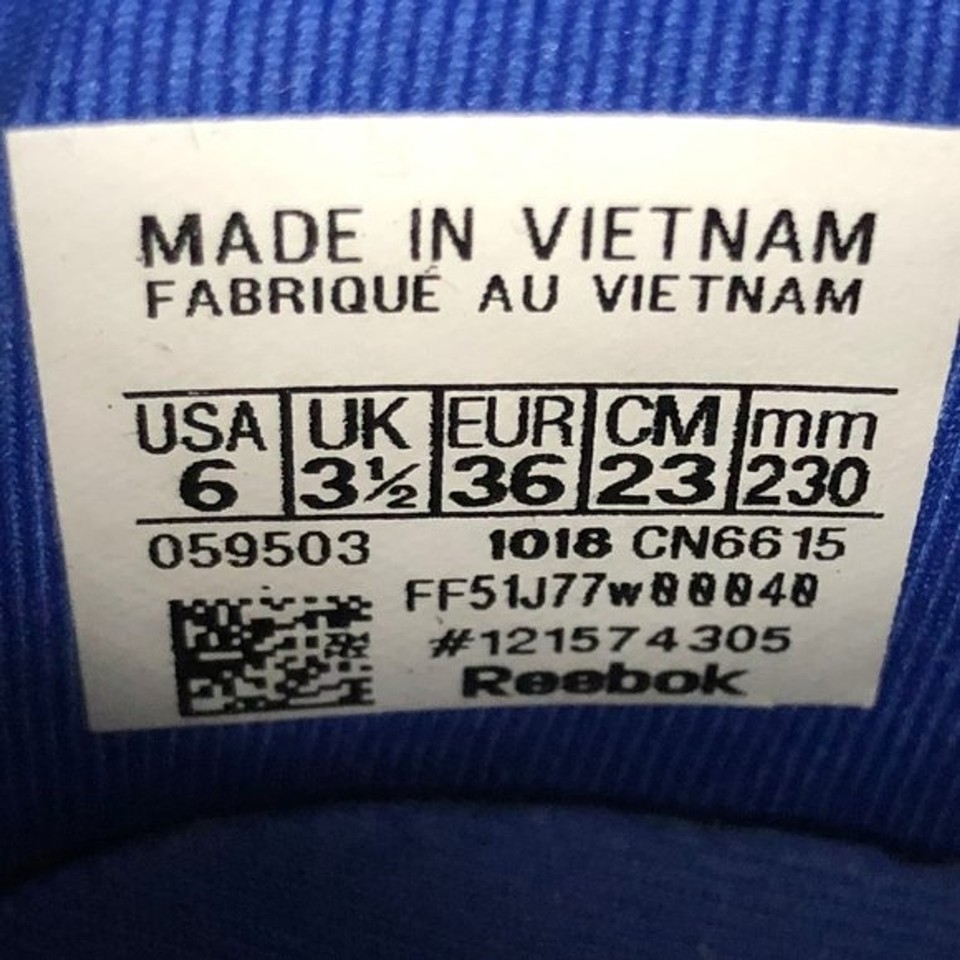 MADE IN VIETNAM
FABRIQUÉ AU VIETNAM
USA UK EUR CM mm
6 3½ 36 23 230
059503 1018 CN6615
FF51J77w00040
#121574305
Reebok